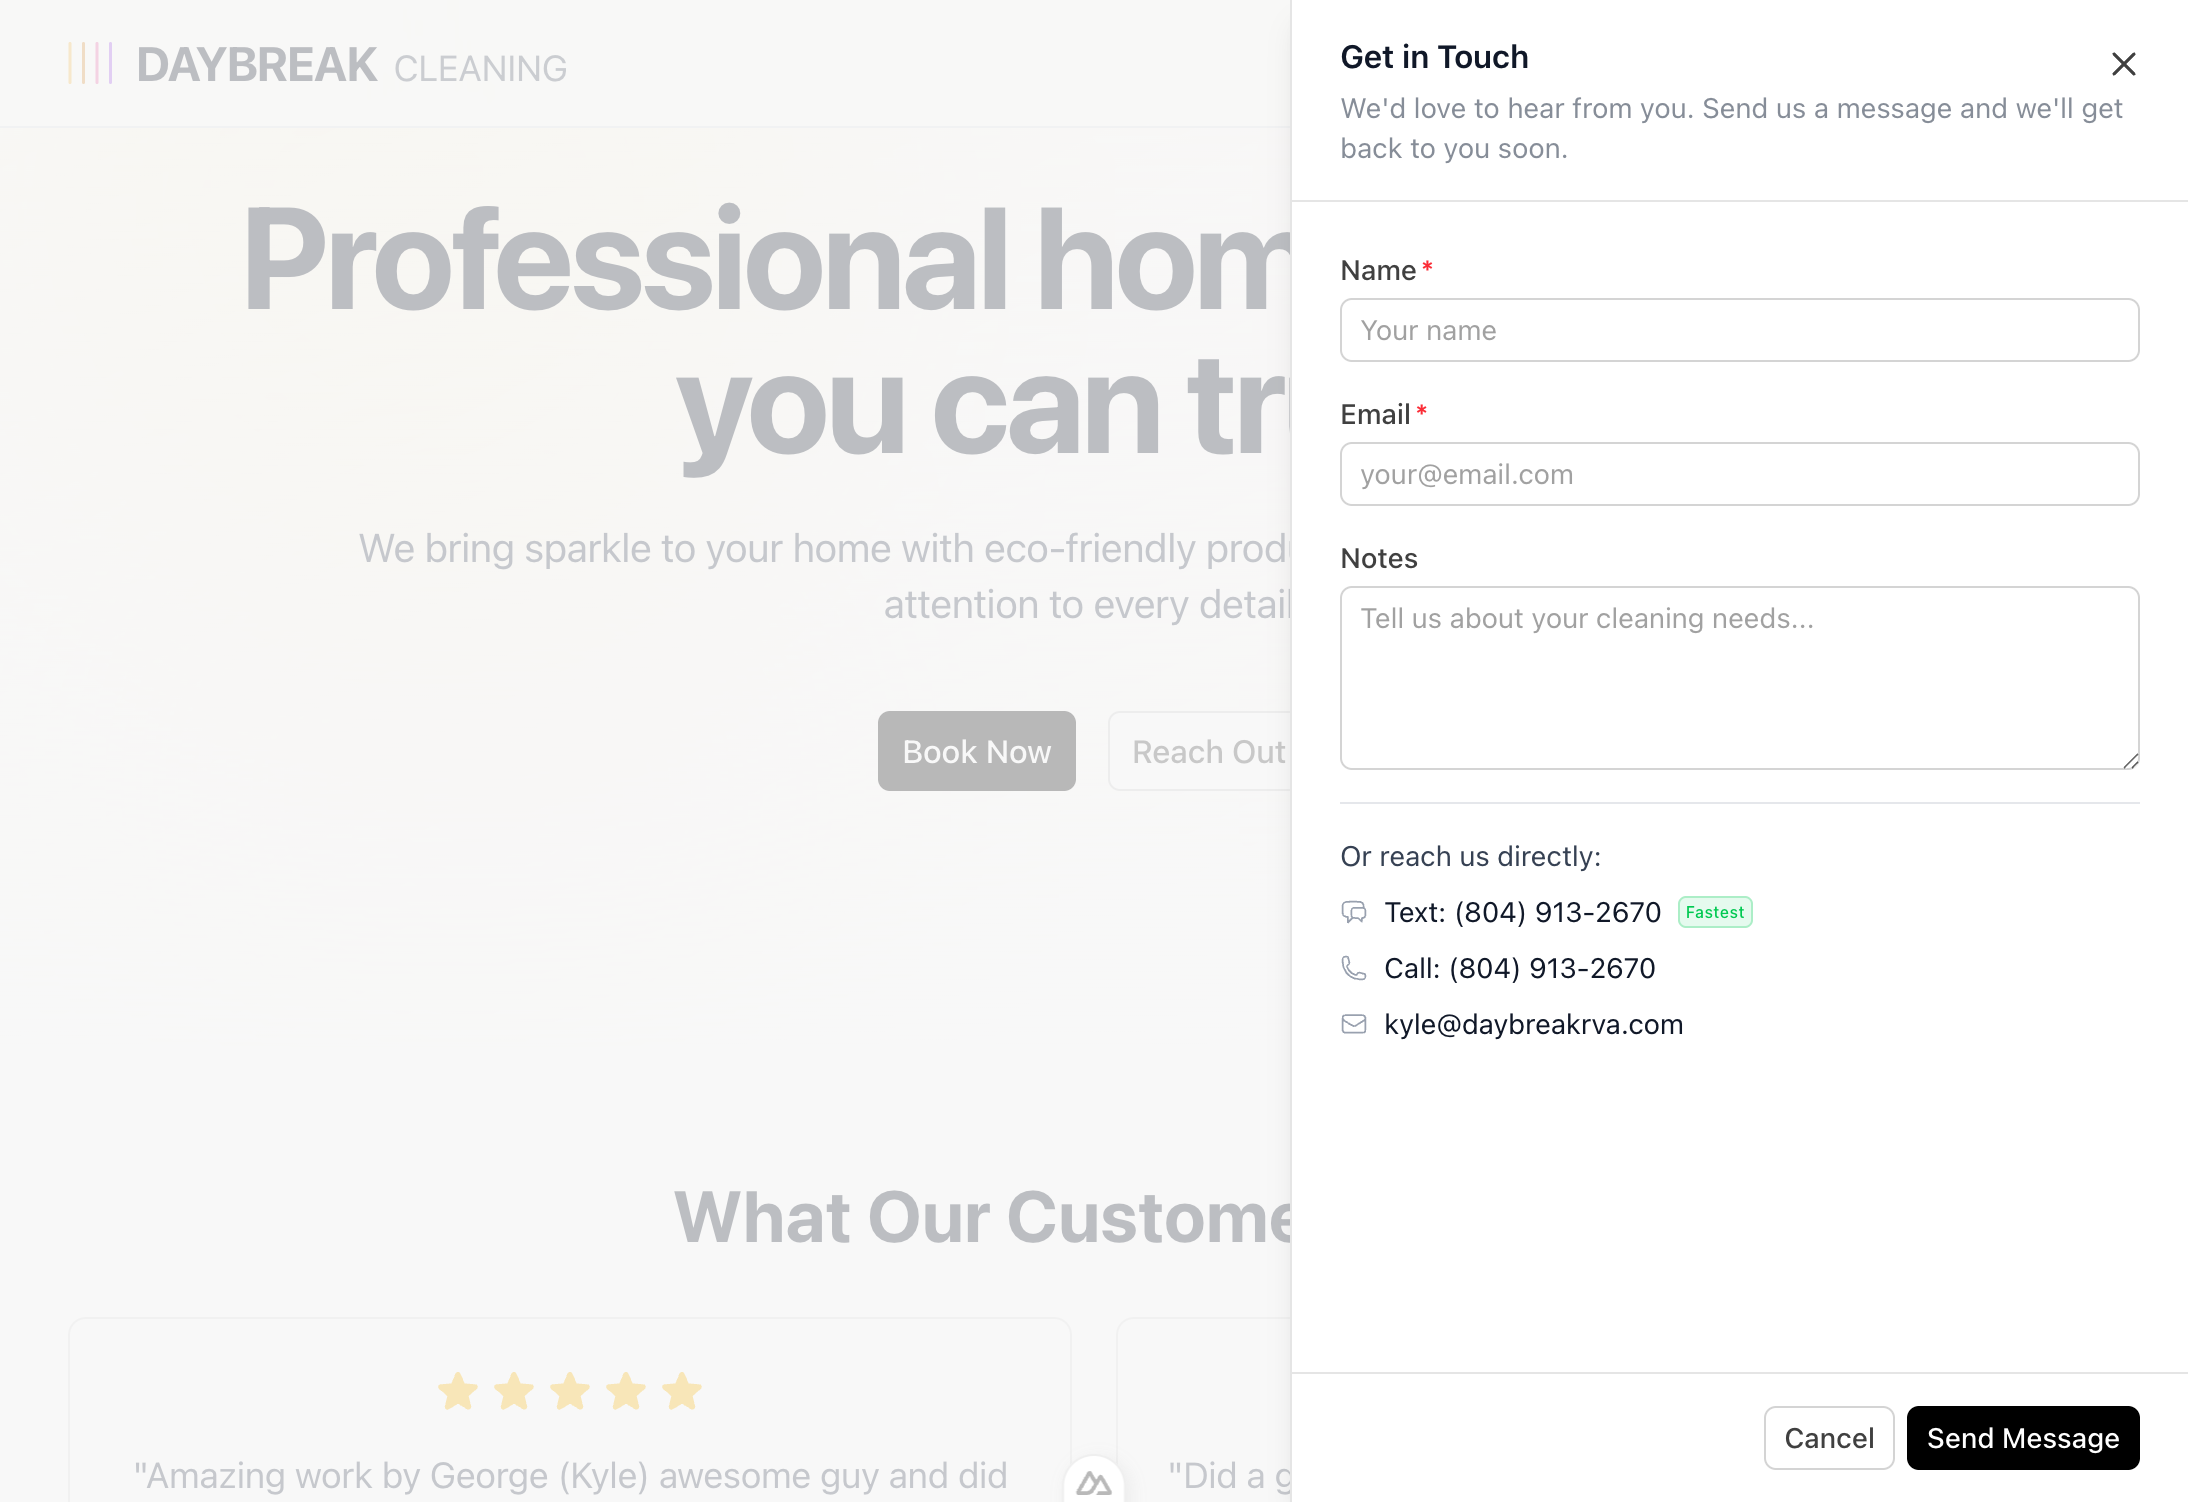 DAYBREAK CLEANING
Professional hom
you can tr
We bring sparkle to your home with eco-friendly prod
attention to every detail
Book Now
Reach Out
What Our Custome
"Amazing work by George (Kyle) awesome guy and did
"Did a g
Get in Touch
We'd love to hear from you. Send us a message and we'll get
back to you soon.
Name*
Your name
Email*
your@email.com
Notes
Tell us about your cleaning needs...
Or reach us directly:
Text: (804) 913-2670 Fastest
Call: (804) 913-2670
kyle@daybreakrva.com
Cancel
Send Message